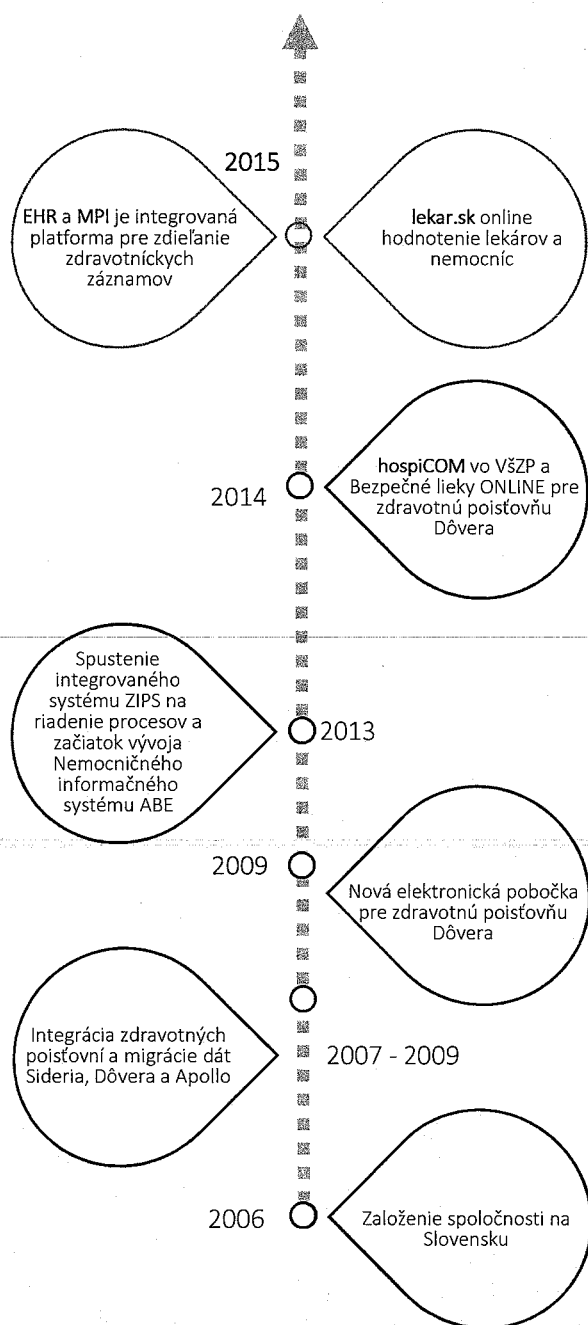 2015
EHR a MPI je integrovaná
platforma pre zdieľanie
zdravotníckych
záznamov
lekar.sk online
hodnotenie lekárov a
nemocníc
2014
hospiCOM vo VšZP a
Bezpečné lieky ONLINE pre
zdravotnú poisťovňu
Dôvera
Spustenie
integrovaného
systému ZIPS na
riadenie procesov a
začiatok vývoja
Nemocničného
informačného
systému ABE
2013
2009
Nová elektronická pobočka
pre zdravotnú poisťovňu
Dôvera
Integrácia zdravotných
poisťovní a migrácie dát
Sideria, Dôvera a Apollo
2007 - 2009
2006
Založenie spoločnosti na
Slovensku